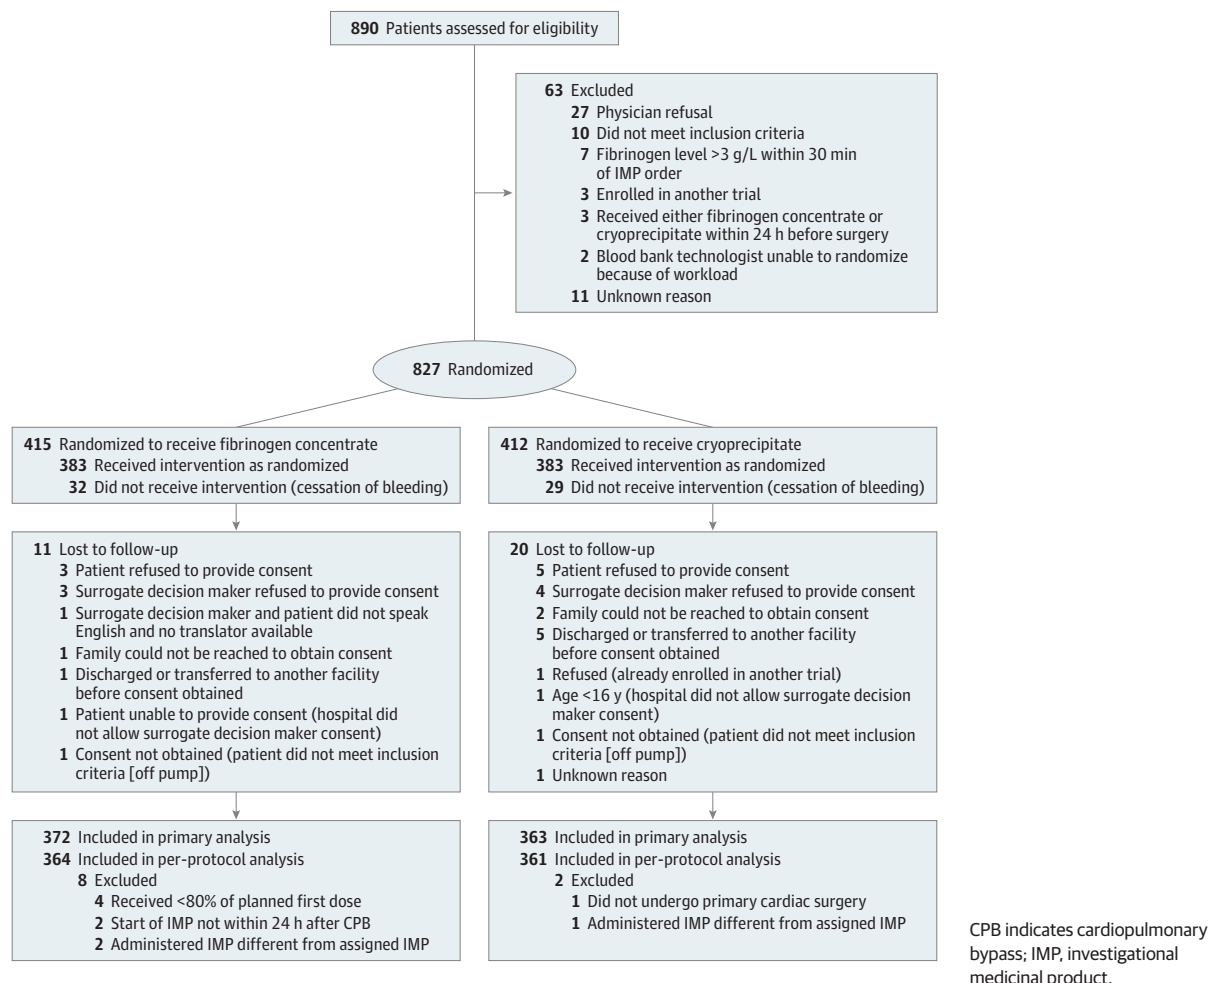 890 Patients assessed for eligibility
63 Excluded
27 Physician refusal
10 Did not meet inclusion criteria
7 Fibrinogen level >3 g/L within 30 min
of IMP order
3 Enrolled in another trial
3 Received either fibrinogen concentrate or
cryoprecipitate within 24 h before surgery
2 Blood bank technologist unable to randomize
because of workload
11 Unknown reason
827 Randomized
415 Randomized to receive fibrinogen concentrate
383 Received intervention as randomized
32 Did not receive intervention (cessation of bleeding)
412 Randomized to receive cryoprecipitate
383 Received intervention as randomized
29 Did not receive intervention (cessation of bleeding)
11 Lost to follow-up
3 Patient refused to provide consent
3 Surrogate decision maker refused to provide consent
1 Surrogate decision maker and patient did not speak
English and no translator available
1 Family could not be reached to obtain consent
1 Discharged or transferred to another facility
before consent obtained
1 Patient unable to provide consent (hospital did
not allow surrogate decision maker consent)
1 Consent not obtained (patient did not meet inclusion
criteria [off pump])
20 Lost to follow-up
5 Patient refused to provide consent
4 Surrogate decision maker refused to provide consent
2 Family could not be reached to obtain consent
5 Discharged or transferred to another facility
before consent obtained
1 Refused (already enrolled in another trial)
1 Age <16 y (hospital did not allow surrogate decision
maker consent)
1 Consent not obtained (patient did not meet inclusion
criteria [off pump])
1 Unknown reason
372 Included in primary analysis
364 Included in per-protocol analysis
8 Excluded
4 Received <80% of planned first dose
2 Start of IMP not within 24 h after CPB
2 Administered IMP different from assigned IMP
363 Included in primary analysis
361 Included in per-protocol analysis
2 Excluded
1 Did not undergo primary cardiac surgery
1 Administered IMP different from assigned IMP
CPB indicates cardiopulmonary
bypass; IMP, investigational
medicinal product.